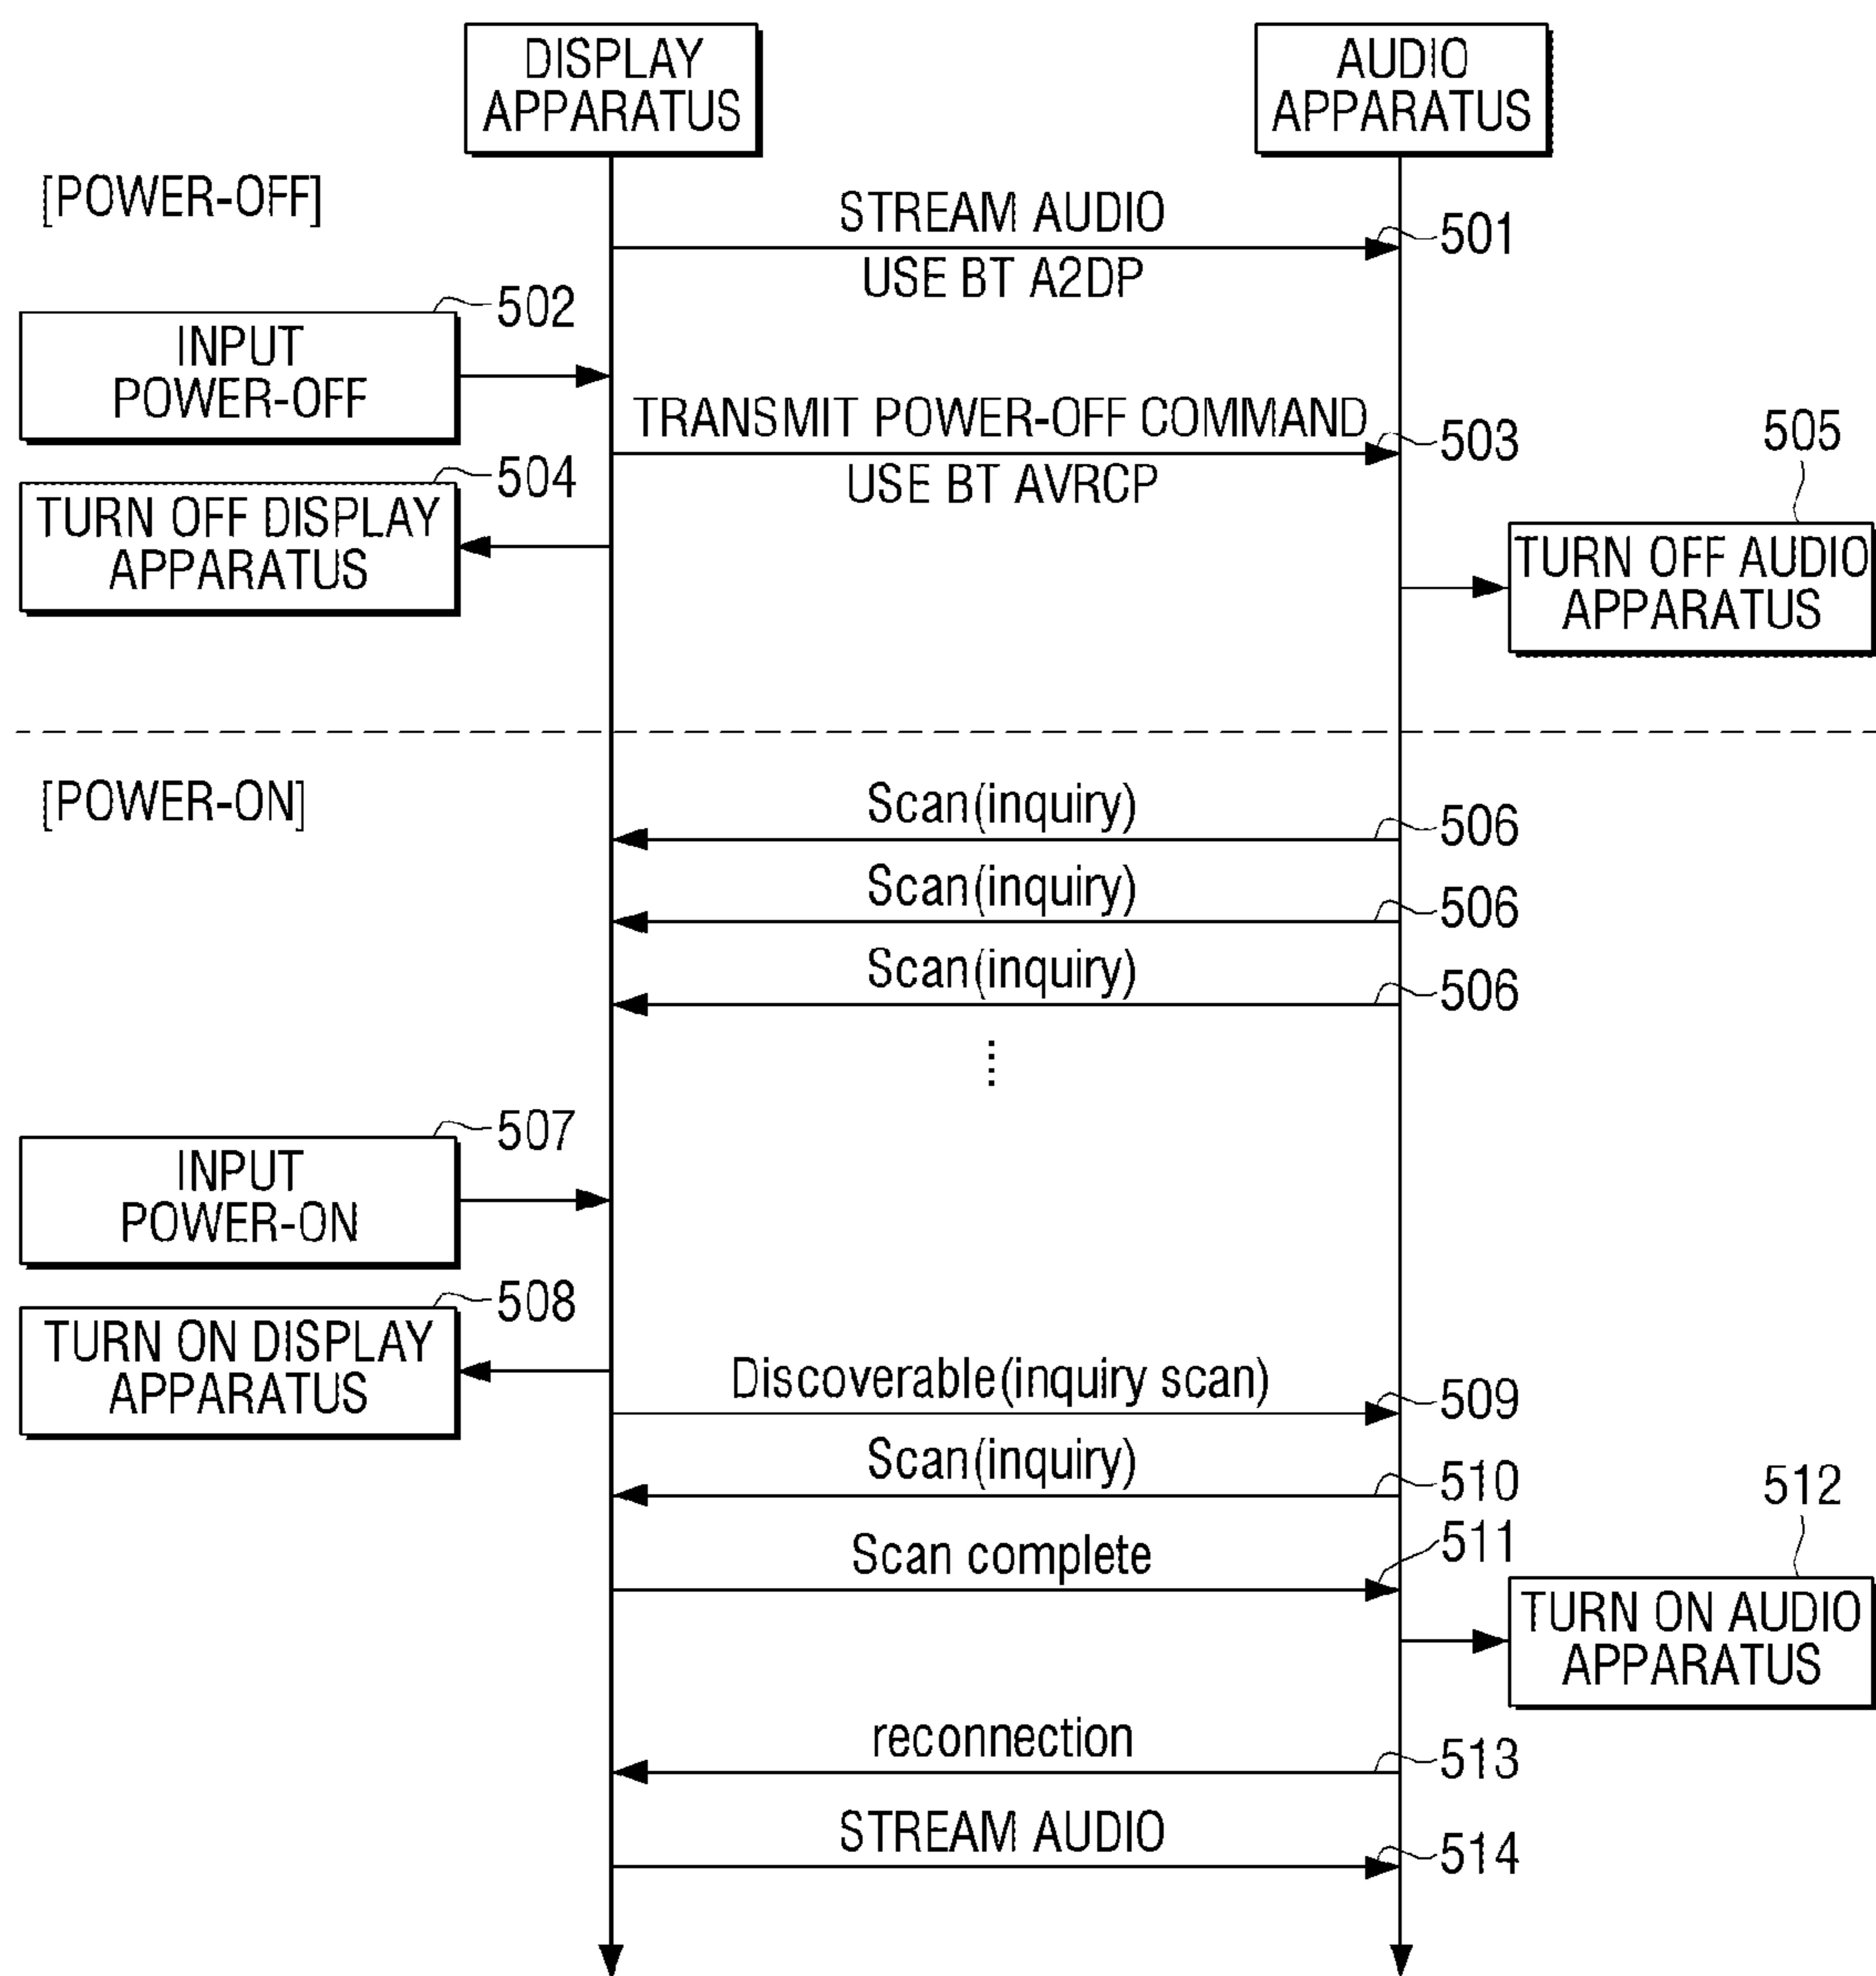 DISPLAY
APPARATUS
AUDIO
APPARATUS
[POWER-OFF]
STREAM AUDIO
501
USE BT A2DP
502
INPUT
POWER-OFF
TRANSMIT POWER-OFF COMMAND
503
USE BT AVRCP
504
TURN OFF DISPLAY
APPARATUS
505
TURN OFF AUDIO
APPARATUS
[POWER-ON]
Scan(inquiry)
506
Scan(inquiry)
506
Scan(inquiry)
506
507
INPUT
POWER-ON
508
TURN ON DISPLAY
APPARATUS
Discoverable(inquiry scan)
509
Scan(inquiry)
510
Scan complete
511
512
TURN ON AUDIO
APPARATUS
reconnection
513
STREAM AUDIO
514